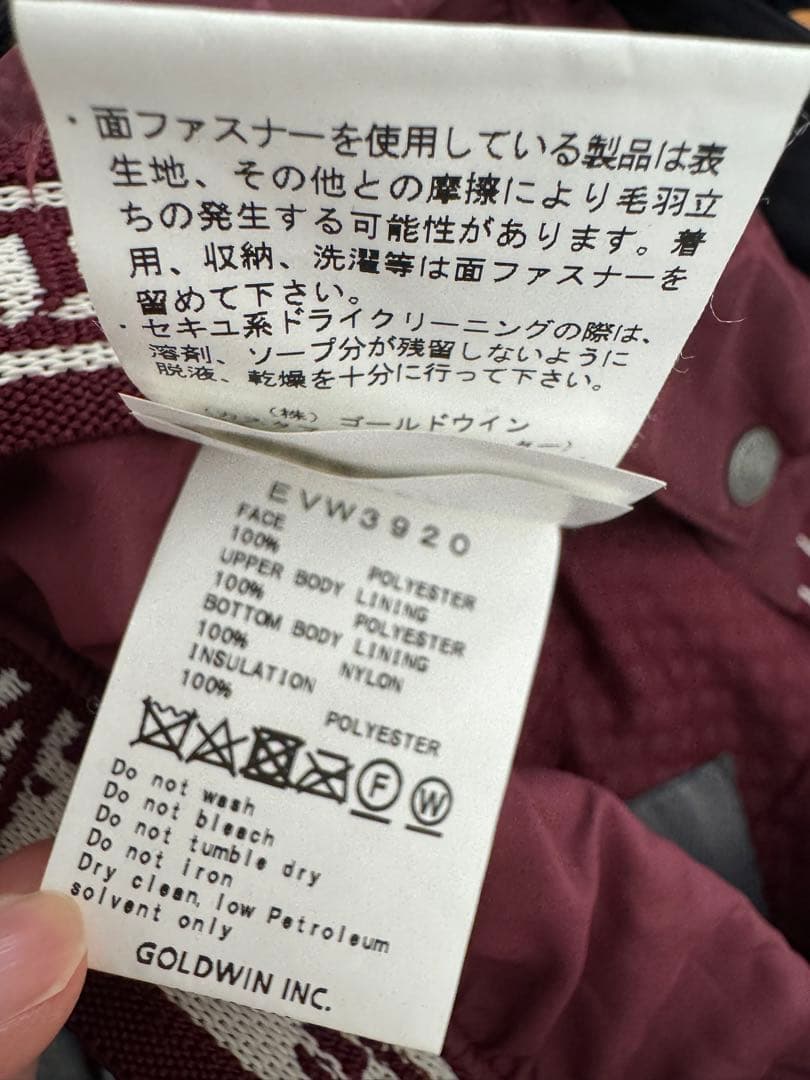 ・面ファスナーを使用している製品は表
生地、その他との摩擦により毛羽立
ちの発生する可能性があります。着
用、収納、洗濯等は面ファスナーを
留めて下さい。
・セキユ系ドライクリーニングの際は、
溶剤、ソープ分が残留しないように
脱液、乾燥を十分に行って下さい。
(株) ゴールドウイン
EVW3920
FACE
100% POLYESTER
UPPER BODY LINING
100% POLYESTER
BOTTOM BODY LINING
100% NYLON
INSULATION
100% POLYESTER
F W
Do not wash
Do not bleach
Do not tumble dry
Do not iron
Dry clean, low Petroleum
solvent only
GOLDWIN INC.